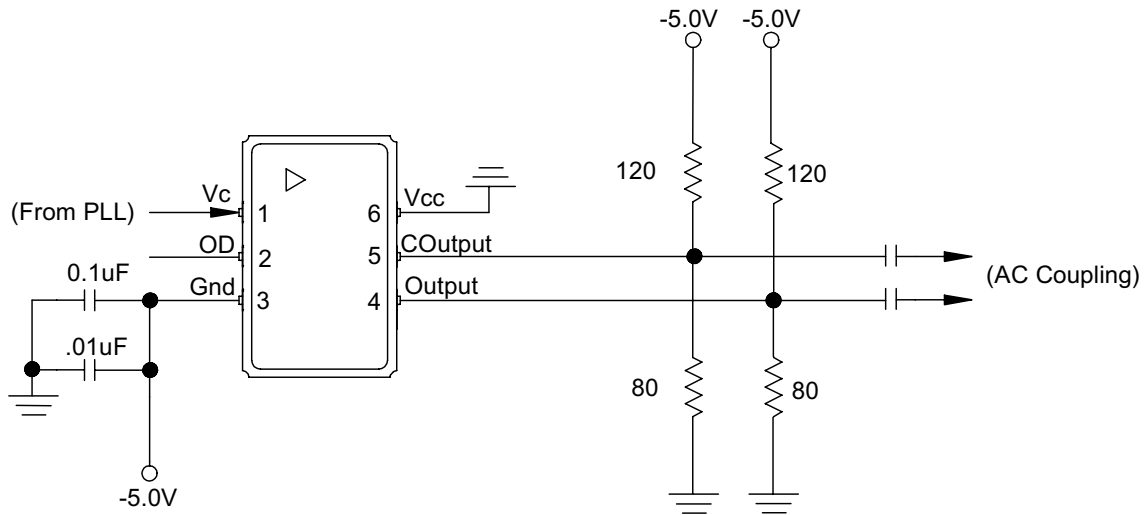 -5.0V -5.0V
120 120
Vc
Vcc
(From PLL)
1
6
OD
2
5
COutput
0.1uF
Gnd
3
4
Output
(AC Coupling)
.01uF
80 80
-5.0V